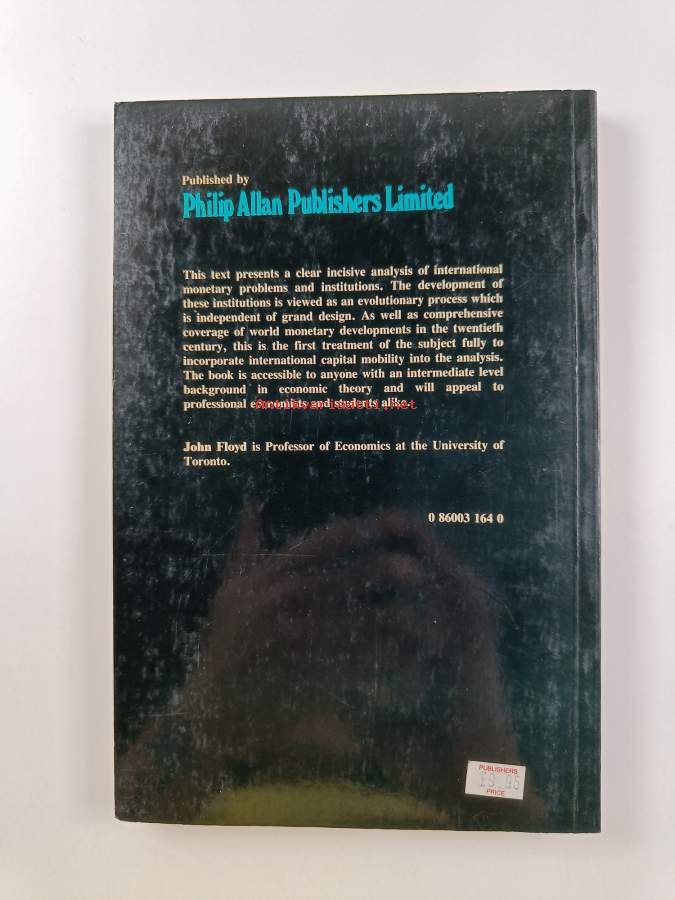 Published by
Philip Allan Publishers Limited
This text presents a clear incisive analysis of international
monetary problems and institutions. The development of
these institutions is viewed as an evolutionary process which
is independent of grand design. As well as comprehensive
coverage of world monetary developments in the twentieth
century, this is the first treatment of the subject fully to
incorporate international capital mobility into the analysis.
The book is accessible to anyone with an intermediate level
background in economic theory and will appeal to
professional economists and students alike.
John Floyd is Professor of Economics at the University of
Toronto.
0 86003 164 0
PUBLISHERS
PRICE